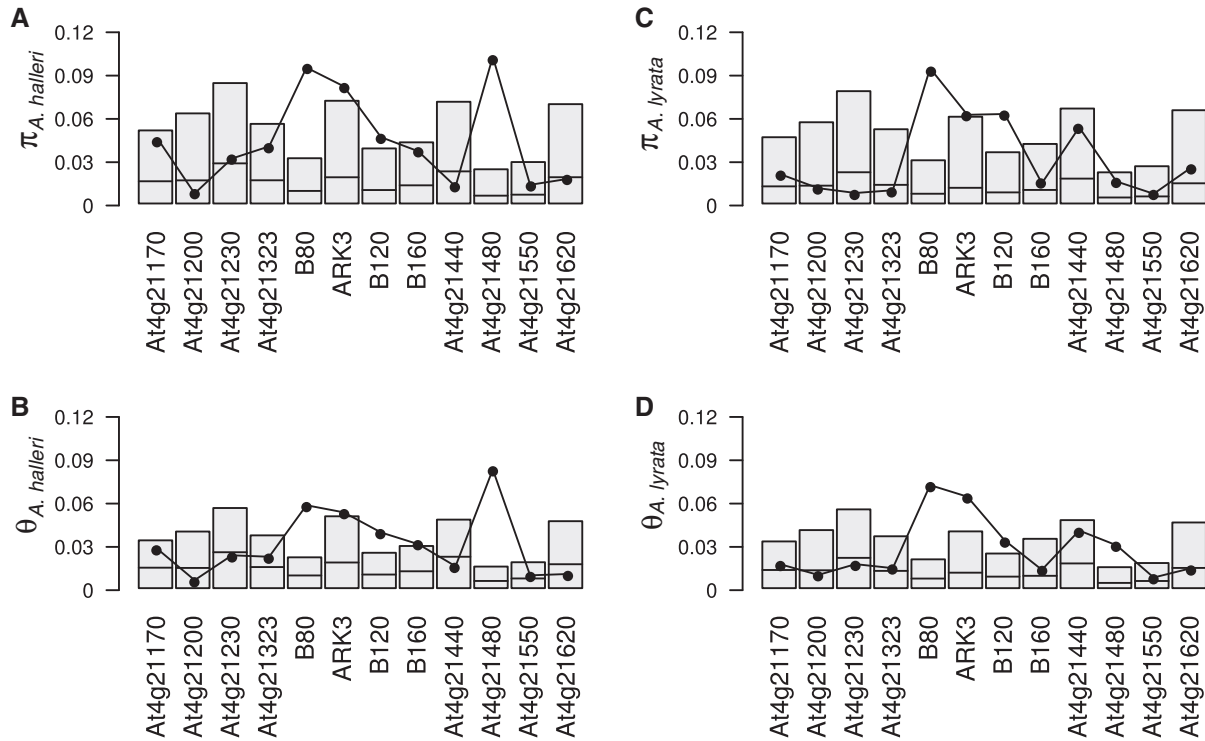 A
π A. halleri
0.12
0.09
0.06
0.03
0
At4g21170
At4g21200
At4g21230
At4g21323
B80
ARK3
B120
B160
At4g21440
At4g21480
At4g21550
At4g21620
B
θ A. halleri
0.12
0.09
0.06
0.03
0
At4g21170
At4g21200
At4g21230
At4g21323
B80
ARK3
B120
B160
At4g21440
At4g21480
At4g21550
At4g21620
C
π A. lyrata
0.12
0.09
0.06
0.03
0
At4g21170
At4g21200
At4g21230
At4g21323
B80
ARK3
B120
B160
At4g21440
At4g21480
At4g21550
At4g21620
D
θ A. lyrata
0.12
0.09
0.06
0.03
0
At4g21170
At4g21200
At4g21230
At4g21323
B80
ARK3
B120
B160
At4g21440
At4g21480
At4g21550
At4g21620